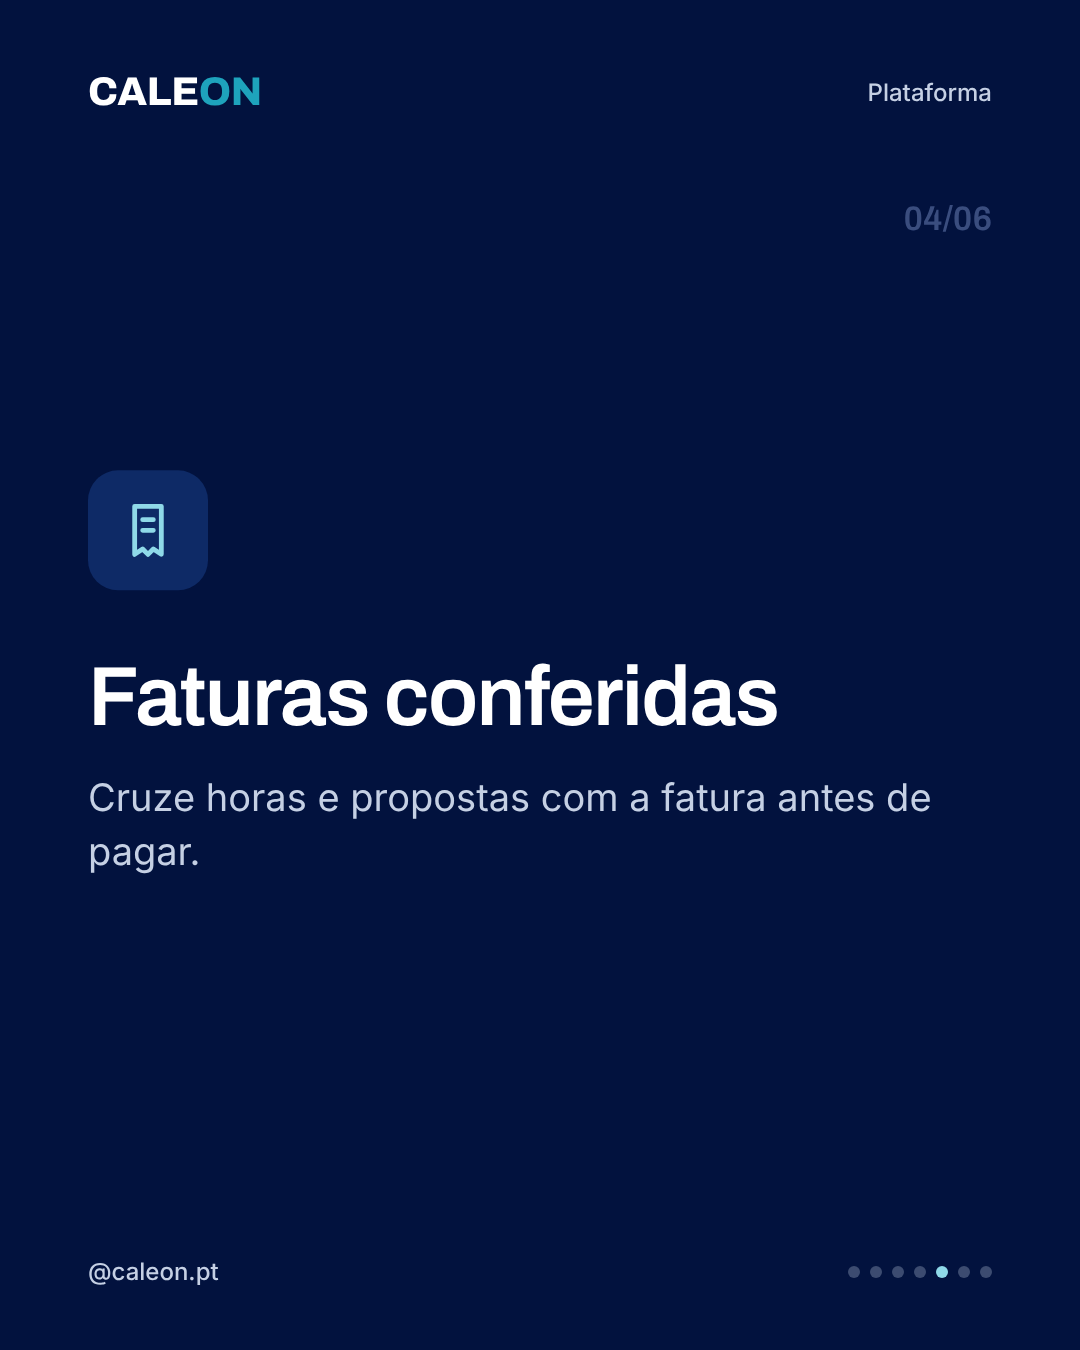 CALEON
Plataforma
04/06
Faturas conferidas
Cruze horas e propostas com a fatura antes de
pagar.
@caleon.pt